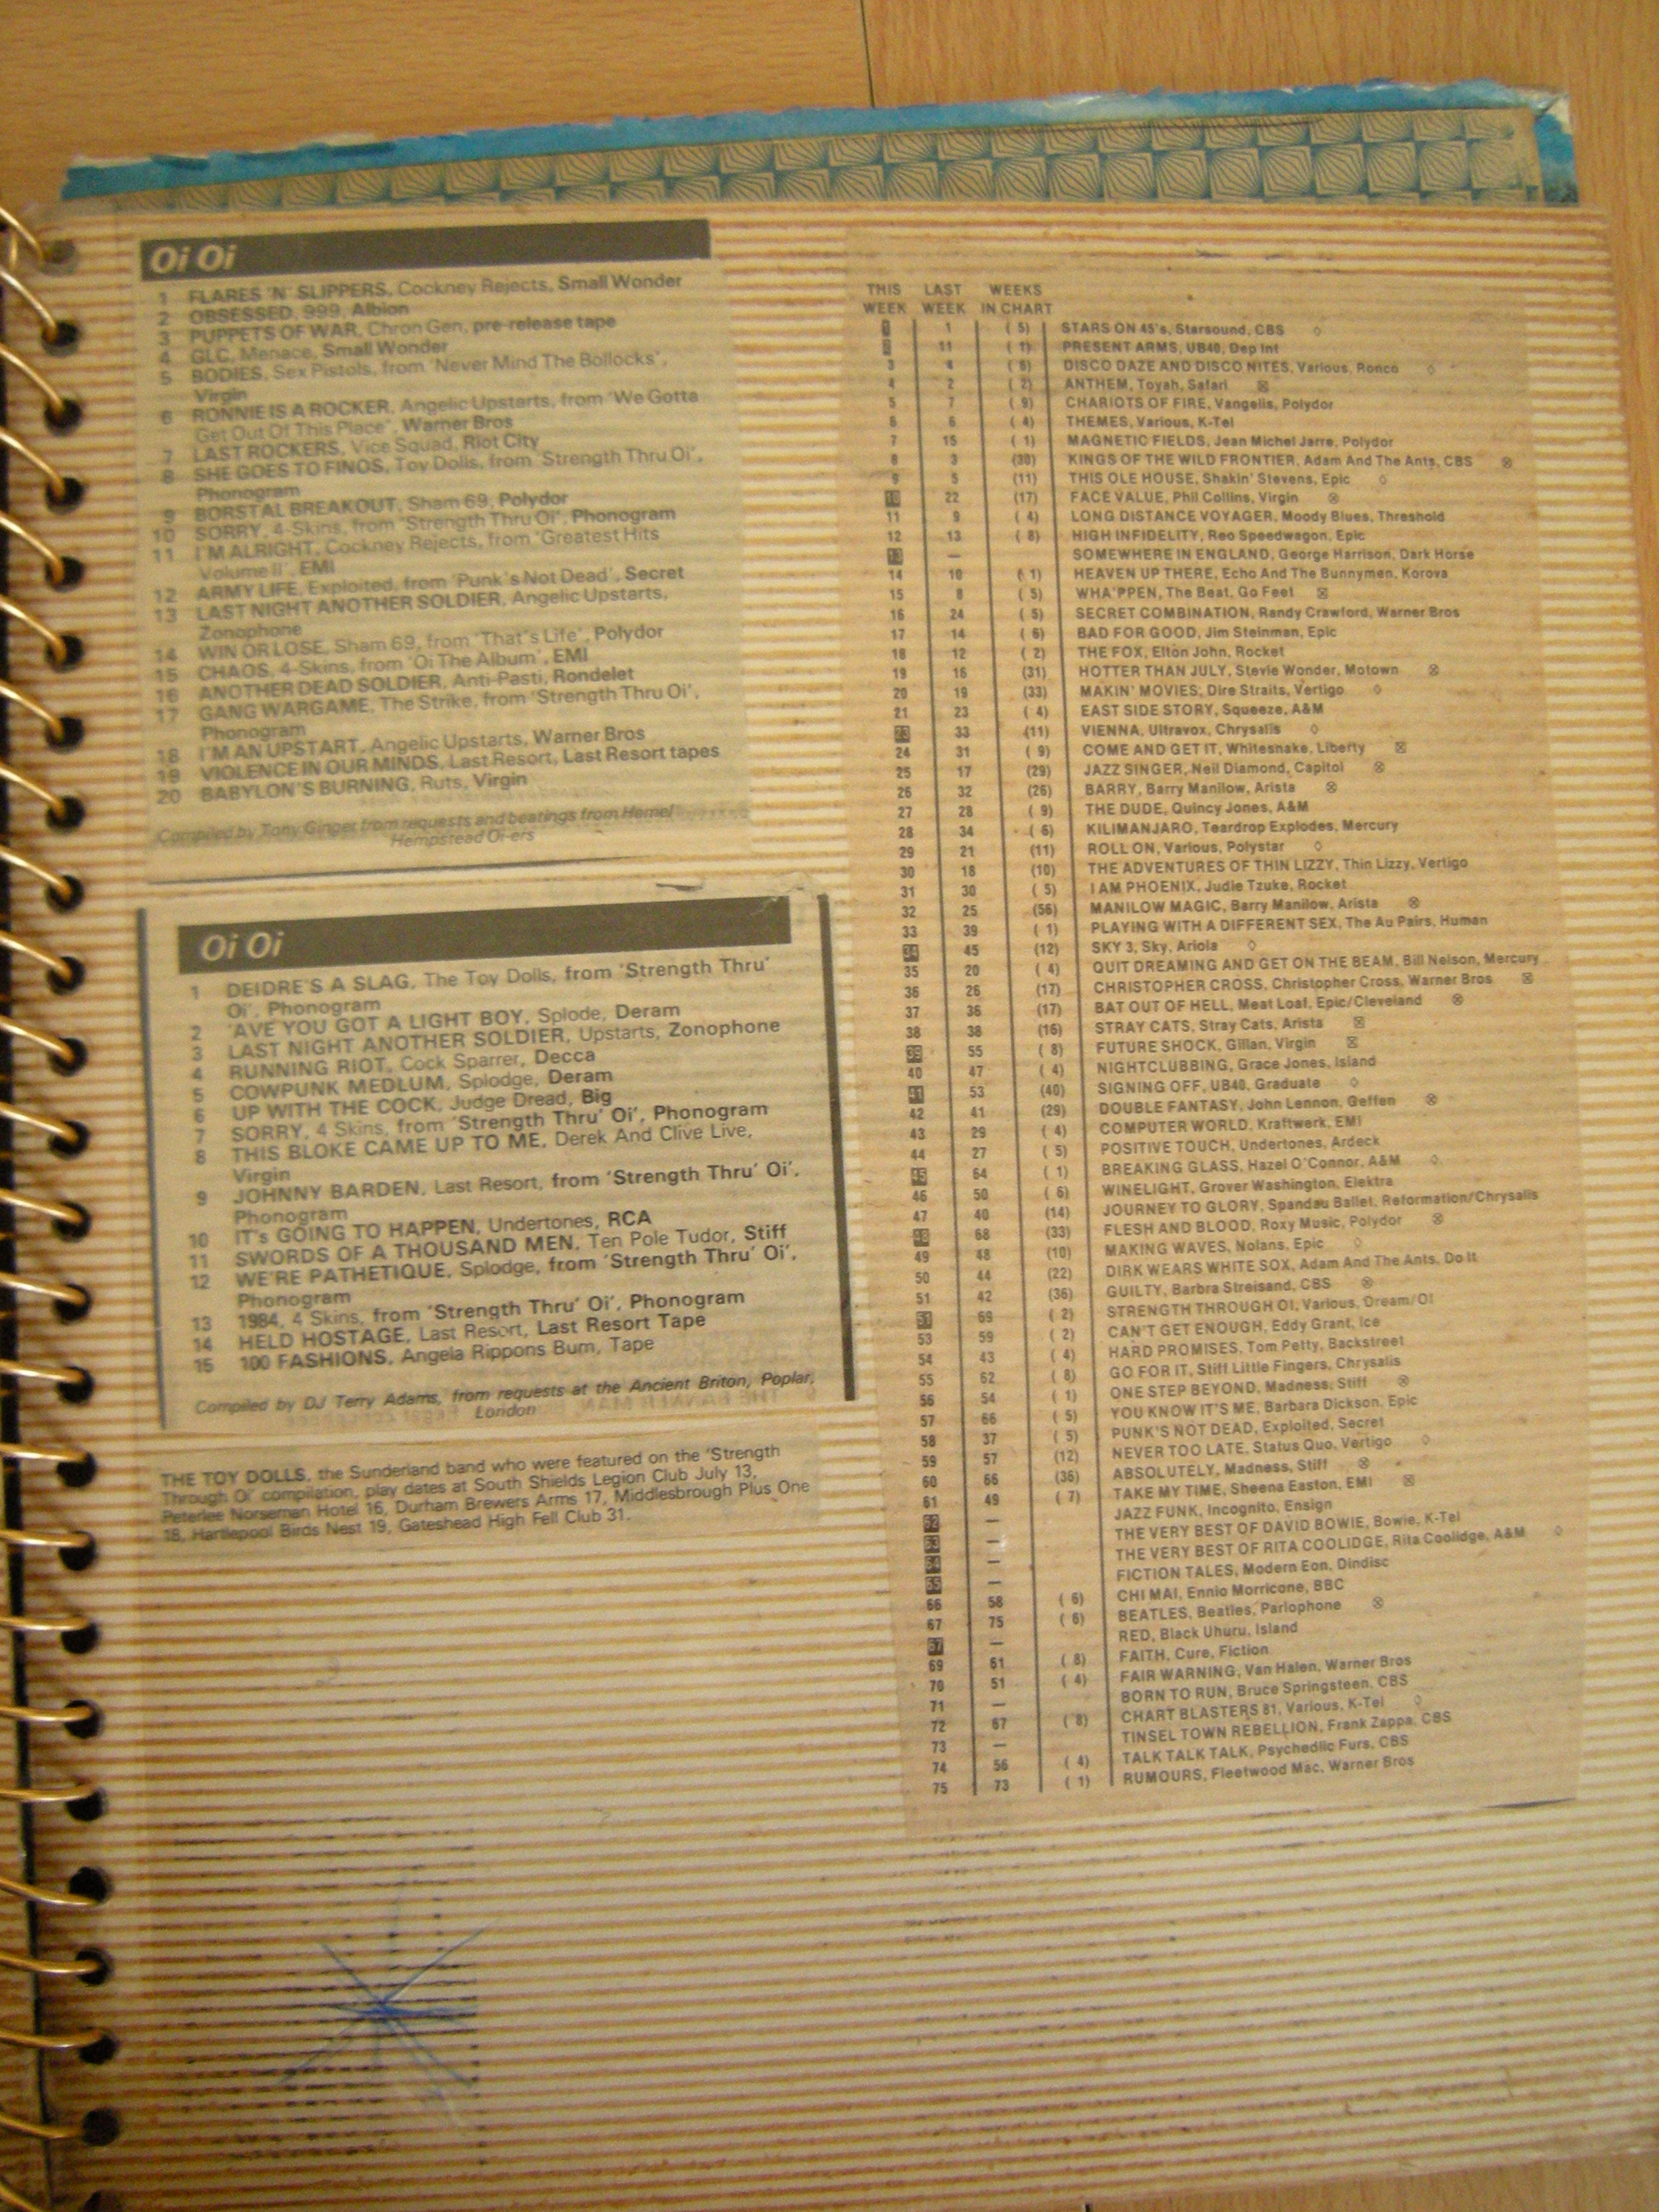 Oi Oi
1 FLARES 'N' SLIPPERS, Cockney Rejects, Small Wonder
2 OBSESSED, 999, Albion
3 PUPPETS OF WAR, Chron Gen, pre-release tape
4 GLC, Menace, Small Wonder
5 BODIES, Sex Pistols, from 'Never Mind The Bollocks',
Virgin
6 RONNIE IS A ROCKER, Angelic Upstarts, from 'We Gotta
Get Out Of This Place', Warner Bros
7 LAST ROCKERS, Vice Squad, Riot City
8 SHE GOES TO FINOS, Toy Dolls, from 'Strength Thru Oi',
Phonogram
9 BORSTAL BREAKOUT, Sham 69, Polydor
10 SORRY, 4-Skins, from 'Strength Thru Oi', Phonogram
11 I'M ALRIGHT, Cockney Rejects, from 'Greatest Hits
Volume II', EMI
12 ARMY LIFE, Exploited, from 'Punk's Not Dead', Secret
13 LAST NIGHT ANOTHER SOLDIER, Angelic Upstarts,
Zonophone
14 WIN OR LOSE, Sham 69, from 'That's Life', Polydor
15 CHAOS, 4-Skins, from 'Oi The Album', EMI
16 ANOTHER DEAD SOLDIER, Anti-Pasti, Rondelet
17 GANG WARGAME, The Strike, from 'Strength Thru Oi',
Phonogram
18 I'M AN UPSTART, Angelic Upstarts, Warner Bros
19 VIOLENCE IN OUR MINDS, Last Resort, Last Resort tapes
20 BABYLON'S BURNING, Ruts, Virgin
Compiled by Tony Ginger from requests and beatings from Hemel
Hempstead Oi-ers
Oi Oi
1 DEIDRE'S A SLAG, The Toy Dolls, from 'Strength Thru'
Oi', Phonogram
2 'AVE YOU GOT A LIGHT BOY, Splode, Deram
3 LAST NIGHT ANOTHER SOLDIER, Upstarts, Zonophone
4 RUNNING RIOT, Cock Sparrer, Decca
5 COWPUNK MEDLUM, Splodge, Deram
6 UP WITH THE COCK, Judge Dread, Big
7 SORRY, 4 Skins, from 'Strength Thru' Oi', Phonogram
8 THIS BLOKE CAME UP TO ME, Derek And Clive Live,
Virgin
9 JOHNNY BARDEN, Last Resort, from 'Strength Thru' Oi',
Phonogram
10 IT's GOING TO HAPPEN, Undertones, RCA
11 SWORDS OF A THOUSAND MEN, Ten Pole Tudor, Stiff
12 WE'RE PATHETIQUE, Splodge, from 'Strength Thru' Oi',
Phonogram
13 1984, 4 Skins, from 'Strength Thru' Oi', Phonogram
14 HELD HOSTAGE, Last Resort, Last Resort Tape
15 100 FASHIONS, Angela Rippons Bum, Tape
Compiled by DJ Terry Adams, from requests at the Ancient Briton, Poplar,
London
THE TOY DOLLS, the Sunderland band who were featured on the 'Strength
Through Oi' compilation, play dates at South Shields Legion Club July 13,
Peterlee Norseman Hotel 16, Durham Brewers Arms 17, Middlesbrough Plus One
18, Hartlepool Birds Nest 19, Gateshead High Fell Club 31.
THIS LAST WEEKS
WEEK WEEK IN CHART
1 1 (5) STARS ON 45's, Starsound, CBS
2 11 (1) PRESENT ARMS, UB40, Dep Int
3 4 DISCO DAZE AND DISCO NITES, Various, Ronco
4 2 (2) ANTHEM, Toyah, Safari
5 7 (9) CHARIOTS OF FIRE, Vangelis, Polydor
6 6 (4) THEMES, Various, K-Tel
7 15 (1) MAGNETIC FIELDS, Jean Michel Jarre, Polydor
8 3 (30) KINGS OF THE WILD FRONTIER, Adam And The Ants, CBS
9 5 (11) THIS OLE HOUSE, Shakin' Stevens, Epic
10 22 (17) FACE VALUE, Phil Collins, Virgin
11 9 (4) LONG DISTANCE VOYAGER, Moody Blues, Threshold
12 13 (8) HIGH INFIDELITY, Reo Speedwagon, Epic
13 — SOMEWHERE IN ENGLAND, George Harrison, Dark Horse
14 10 (1) HEAVEN UP THERE, Echo And The Bunnymen, Korova
15 8 (5) WHA'PPEN, The Beat, Go Feet
16 24 (5) SECRET COMBINATION, Randy Crawford, Warner Bros
17 14 (6) BAD FOR GOOD, Jim Steinman, Epic
18 12 (2) THE FOX, Elton John, Rocket
19 16 (31) HOTTER THAN JULY, Stevie Wonder, Motown
20 19 (33) MAKIN' MOVIES, Dire Straits, Vertigo
21 23 (4) EAST SIDE STORY, Squeeze, A&M
23 33 (11) VIENNA, Ultravox, Chrysalis
24 31 (9) COME AND GET IT, Whitesnake, Liberty
25 17 (29) JAZZ SINGER, Neil Diamond, Capitol
26 32 (26) BARRY, Barry Manilow, Arista
27 28 (9) THE DUDE, Quincy Jones, A&M
28 34 (6) KILIMANJARO, Teardrop Explodes, Mercury
29 21 (11) ROLL ON, Various, Polystar
30 18 (10) THE ADVENTURES OF THIN LIZZY, Thin Lizzy, Vertigo
31 30 (5) I AM PHOENIX, Judie Tzuke, Rocket
32 25 (56) MANILOW MAGIC, Barry Manilow, Arista
33 39 (1) PLAYING WITH A DIFFERENT SEX, The Au Pairs, Human
34 45 (12) SKY 3, Sky, Ariola
35 20 (4) QUIT DREAMING AND GET ON THE BEAM, Bill Nelson, Mercury
36 26 (17) CHRISTOPHER CROSS, Christopher Cross, Warner Bros
37 36 (17) BAT OUT OF HELL, Meat Loaf, Epic/Cleveland
38 38 (16) STRAY CATS, Stray Cats, Arista
39 55 (8) FUTURE SHOCK, Gillan, Virgin
40 47 (4) NIGHTCLUBBING, Grace Jones, Island
41 53 (40) SIGNING OFF, UB40, Graduate
42 41 (29) DOUBLE FANTASY, John Lennon, Geffen
43 29 (4) COMPUTER WORLD, Kraftwerk, EMI
44 27 (5) POSITIVE TOUCH, Undertones, Ardeck
45 64 (1) BREAKING GLASS, Hazel O'Connor, A&M
46 50 (6) WINELIGHT, Grover Washington, Elektra
47 40 (14) JOURNEY TO GLORY, Spandau Ballet, Reformation/Chrysalis
48 68 (33) FLESH AND BLOOD, Roxy Music, Polydor
49 48 (10) MAKING WAVES, Nolans, Epic
50 44 (22) DIRK WEARS WHITE SOX, Adam And The Ants, Do It
51 42 (36) GUILTY, Barbra Streisand, CBS
69 (2) STRENGTH THROUGH OI, Various, Dream/OI
53 59 (2) CAN'T GET ENOUGH, Eddy Grant, Ice
54 43 (4) HARD PROMISES, Tom Petty, Backstreet
55 62 (8) GO FOR IT, Stiff Little Fingers, Chrysalis
56 54 (1) ONE STEP BEYOND, Madness, Stiff
57 66 (5) YOU KNOW IT'S ME, Barbara Dickson, Epic
58 37 (5) PUNK'S NOT DEAD, Exploited, Secret
59 57 (12) NEVER TOO LATE, Status Quo, Vertigo
60 66 (36) ABSOLUTELY, Madness, Stiff
61 49 (7) TAKE MY TIME, Sheena Easton, EMI
62 — JAZZ FUNK, Incognito, Ensign
63 — THE VERY BEST OF DAVID BOWIE, Bowie, K-Tel
64 — THE VERY BEST OF RITA COOLIDGE, Rita Coolidge, A&M
65 — FICTION TALES, Modern Eon, Dindisc
66 58 (6) CHI MAI, Ennio Morricone, BBC
67 75 (6) BEATLES, Beatles, Parlophone
67 — RED, Black Uhuru, Island
69 61 (8) FAITH, Cure, Fiction
70 51 (4) FAIR WARNING, Van Halen, Warner Bros
71 — BORN TO RUN, Bruce Springsteen, CBS
72 67 (8) CHART BLASTERS 81, Various, K-Tel
73 — TINSEL TOWN REBELLION, Frank Zappa, CBS
74 56 (4) TALK TALK TALK, Psychedlic Furs, CBS
75 73 (1) RUMOURS, Fleetwood Mac, Warner Bros